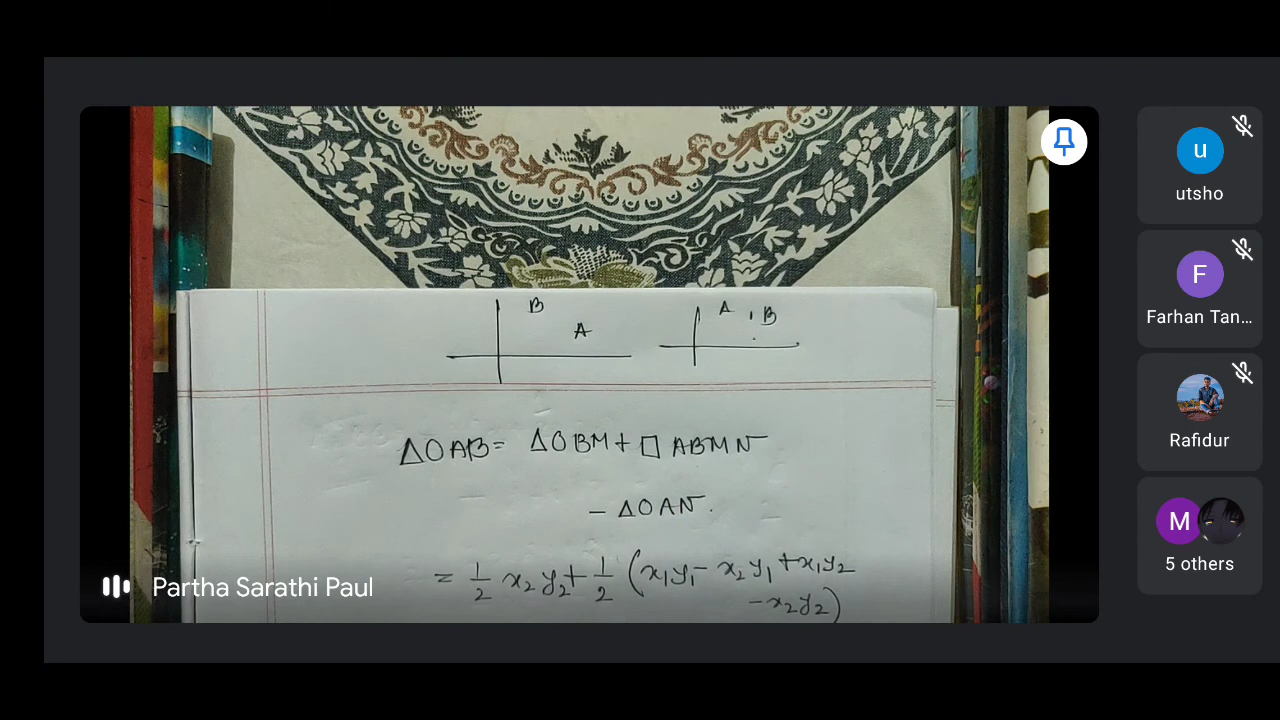 B
A
A B
ΔOAB = ΔOBM + □ ABMN
- ΔOAN.
= 1/2 x₂y₂ + 1/2 (x₁y₁ - x₂y₁ + x₁y₂
- x₂y₂)
Partha Sarathi Paul
u
utsho
F
Farhan Tan...
Rafidur
M
5 others